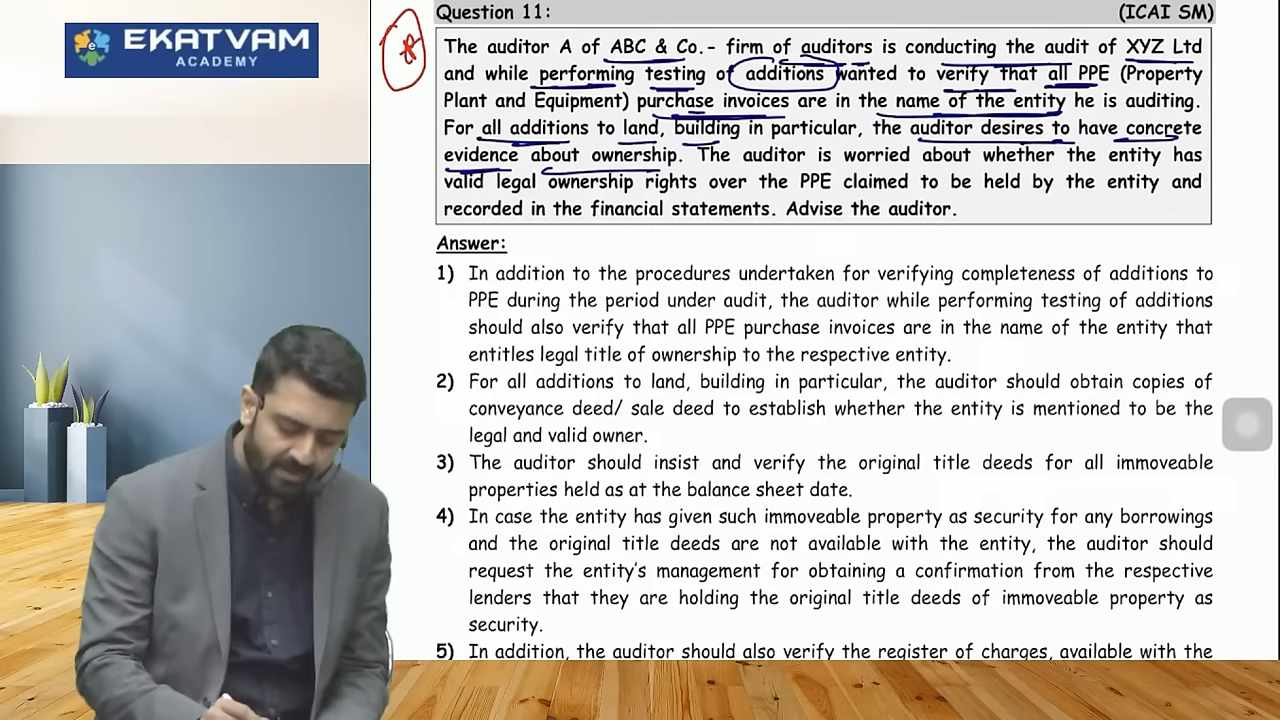 EKATVAM
ACADEMY
Question 11: (ICAI SM)
The auditor A of ABC & Co.- firm of auditors is conducting the audit of XYZ Ltd
and while performing testing of additions wanted to verify that all PPE (Property
Plant and Equipment) purchase invoices are in the name of the entity he is auditing.
For all additions to land, building in particular, the auditor desires to have concrete
evidence about ownership. The auditor is worried about whether the entity has
valid legal ownership rights over the PPE claimed to be held by the entity and
recorded in the financial statements. Advise the auditor.
Answer:
1) In addition to the procedures undertaken for verifying completeness of additions to
PPE during the period under audit, the auditor while performing testing of additions
should also verify that all PPE purchase invoices are in the name of the entity that
entitles legal title of ownership to the respective entity.
2) For all additions to land, building in particular, the auditor should obtain copies of
conveyance deed/ sale deed to establish whether the entity is mentioned to be the
legal and valid owner.
3) The auditor should insist and verify the original title deeds for all immoveable
properties held as at the balance sheet date.
4) In case the entity has given such immoveable property as security for any borrowings
and the original title deeds are not available with the entity, the auditor should
request the entity's management for obtaining a confirmation from the respective
lenders that they are holding the original title deeds of immoveable property as
security.
5) In addition, the auditor should also verify the register of charges, available with the